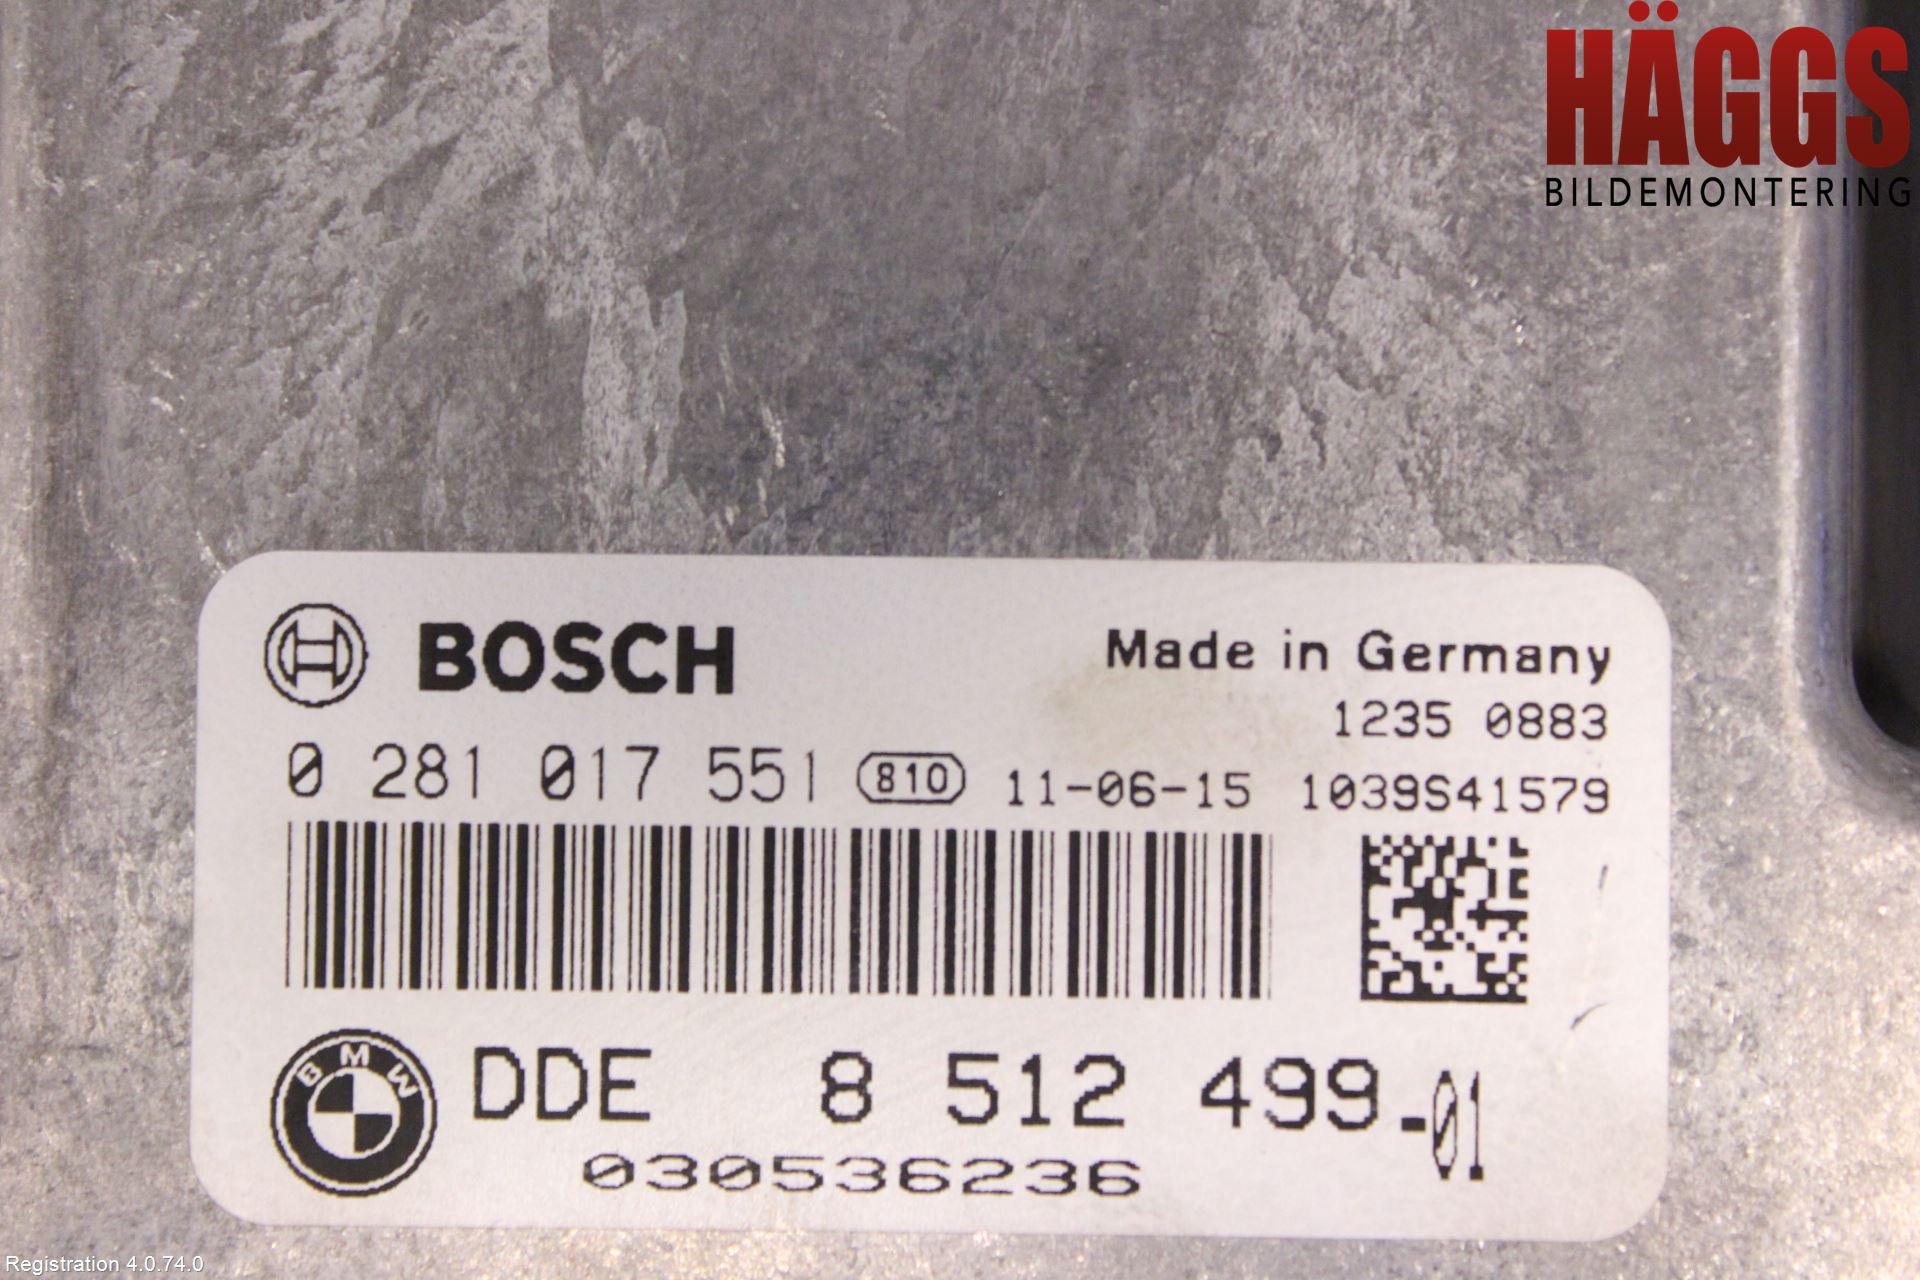 HÄGGS
BILDEMONTERING
BOSCH
Made in Germany
1235 0883
0 281 017 551 810 11-06-15 1039S41579
BMW
DDE 8 512 499-01
030536236
Registration 4.0.74.0